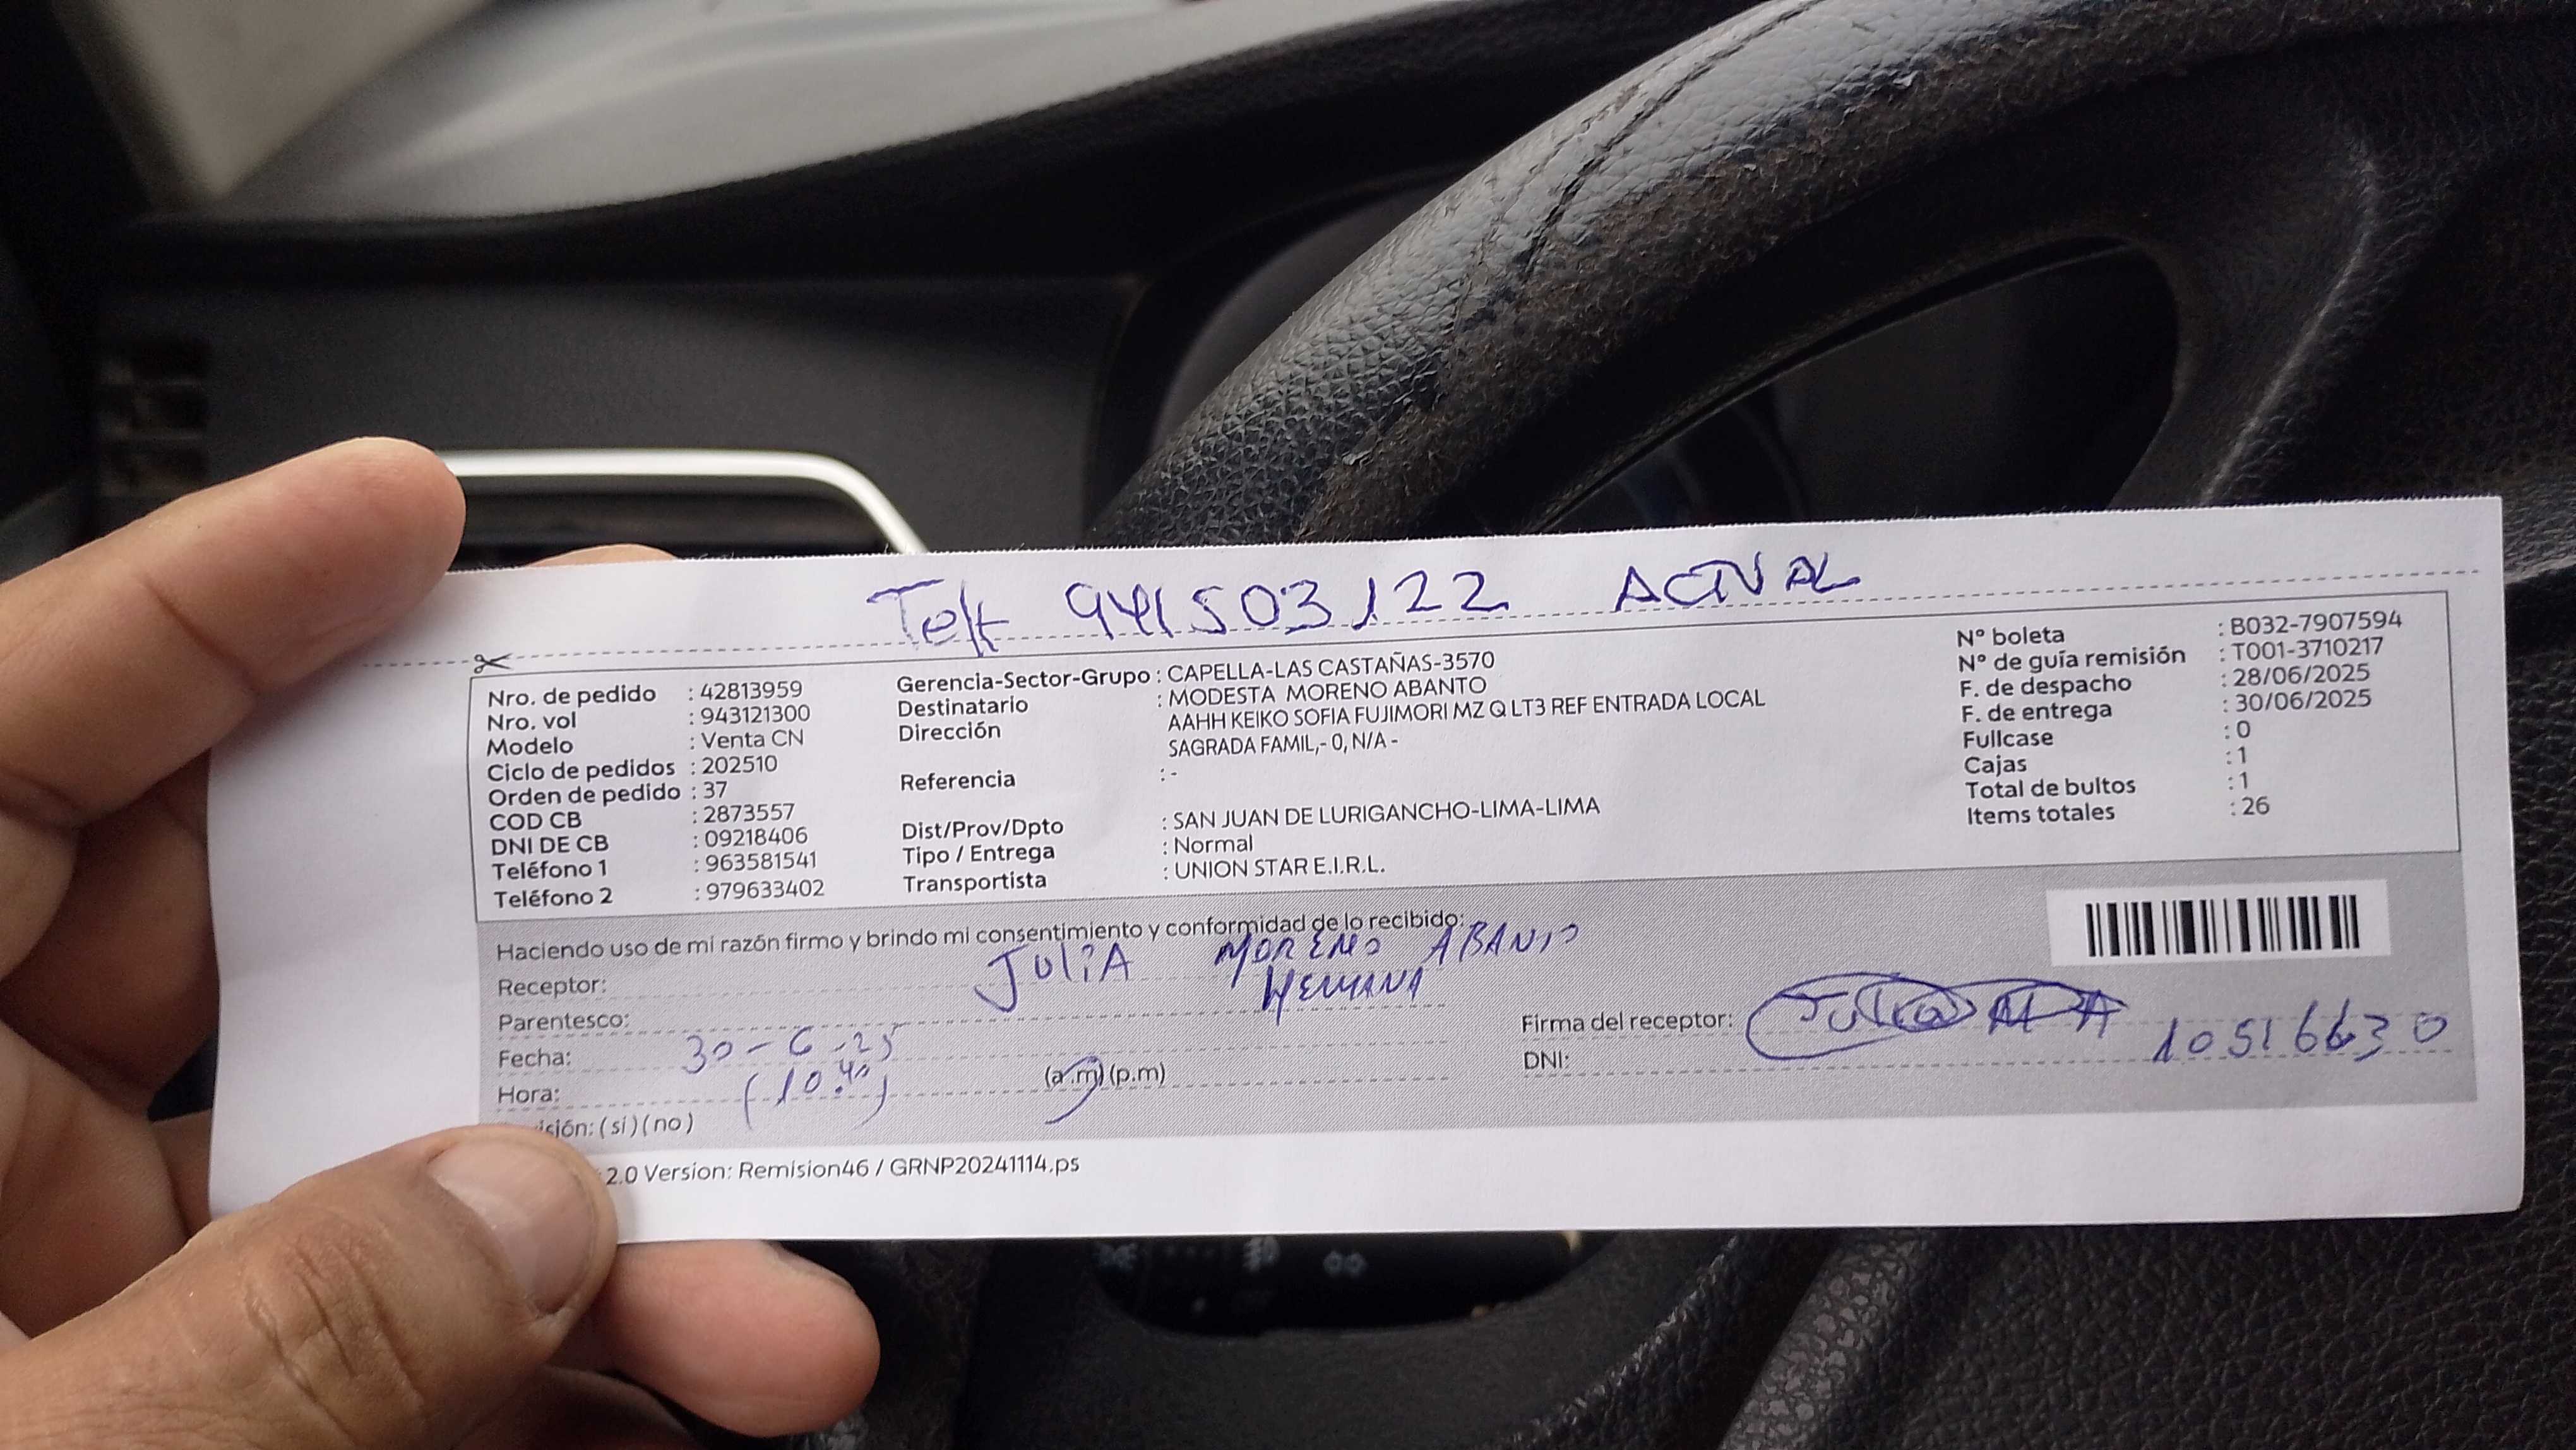 Telf 941503122 ACTUAL
Nro. de pedido : 42813959
Nro. vol : 943121300
Modelo : Venta CN
Ciclo de pedidos : 202510
Orden de pedido : 37
COD CB : 2873557
DNI DE CB : 09218406
Teléfono 1 : 963581541
Teléfono 2 : 979633402
Gerencia-Sector-Grupo : CAPELLA-LAS CASTAÑAS-3570
Destinatario : MODESTA MORENO ABANTO
Dirección AAHH KEIKO SOFIA FUJIMORI MZ Q LT3 REF ENTRADA LOCAL
SAGRADA FAMIL,- 0, N/A -
Referencia : -
Dist/Prov/Dpto : SAN JUAN DE LURIGANCHO-LIMA-LIMA
Tipo / Entrega : Normal
Transportista : UNION STAR E.I.R.L.
N° boleta : B032-7907594
N° de guía remisión : T001-3710217
F. de despacho : 28/06/2025
F. de entrega : 30/06/2025
Fullcase : 0
Cajas : 1
Total de bultos : 1
Items totales : 26
Haciendo uso de mi razón firmo y brindo mi consentimiento y conformidad de lo recibido:
Receptor: JULIA MORENO ABANTO
Parentesco: HERMANA
Fecha: 30-6-25
Hora: (10:40) (a.m) (p.m)
isión: (si) (no)
Firma del receptor: Julia M A
DNI: 10516630
2.0 Version: Remision46 / GRNP20241114.ps